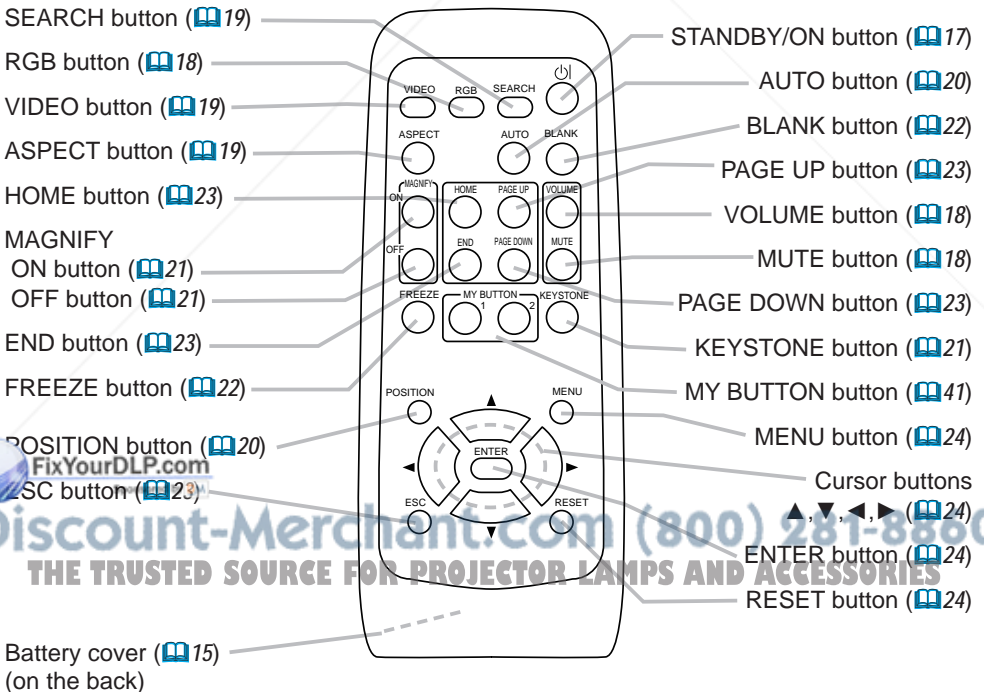 SEARCH button (19)
RGB button (18)
VIDEO button (19)
ASPECT button (19)
HOME button (23)
MAGNIFY
ON button (21)
OFF button (21)
END button (23)
FREEZE button (22)
POSITION button (20)
FixYourDLP.com
ESC button (23)
Battery cover (15)
(on the back)
VIDEO RGB SEARCH
ASPECT AUTO BLANK
MAGNIFY HOME PAGE UP VOLUME
ON
OFF END PAGE DOWN MUTE
FREEZE MY BUTTON KEYSTONE
1 2
POSITION MENU
▲
◄ ENTER ►
ESC RESET
▼
STANDBY/ON button (17)
AUTO button (20)
BLANK button (22)
PAGE UP button (23)
VOLUME button (18)
MUTE button (18)
PAGE DOWN button (23)
KEYSTONE button (21)
MY BUTTON button (41)
MENU button (24)
Cursor buttons
▲,▼,◄,► (24)
ENTER button (24)
RESET button (24)
Discount-Merchant.com (800) 281-8860
THE TRUSTED SOURCE FOR PROJECTOR LAMPS AND ACCESSORIES